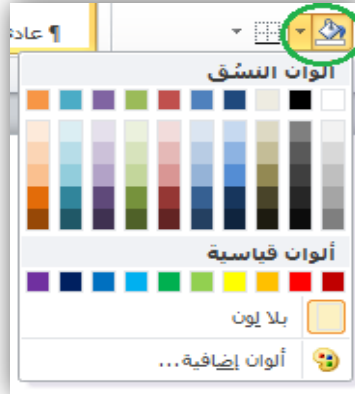 ¶ عادي
ألوان النسُق
ألوان قياسية
بلا لون
ألوان إضافية...